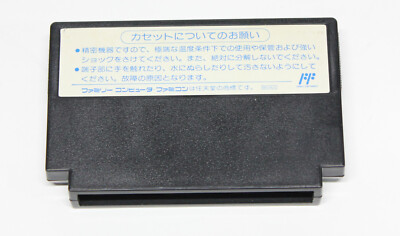 カセットについてのお願い
●精密機器ですので、極端な温度条件下での使用や保管および強い
ショックをさけてください。また、絶対に分解しないでください。
●端子部に手を触れたり、水にぬらしたりして汚さないようにして
ください。故障の原因となります。
ファミリーコンピュータ ファミコンは任天堂の商標です。